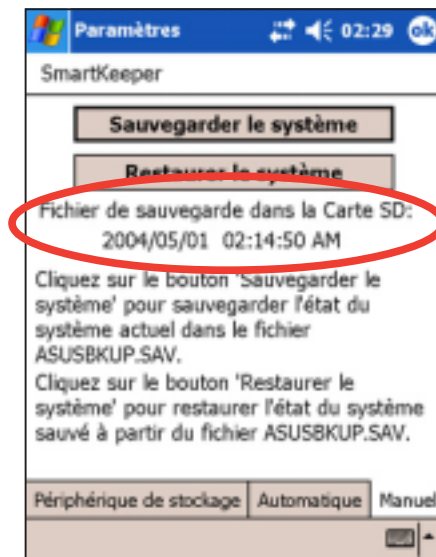 Paramètres 02:29 ok
SmartKeeper
Sauvegarder le système
Restaurer le système
Fichier de sauvegarde dans la Carte SD:
2004/05/01 02:14:50 AM
Cliquez sur le bouton 'Sauvegarder le
système' pour sauvegarder l'état du
système actuel dans le fichier
ASUSBKUP.SAV.
Cliquez sur le bouton 'Restaurer le
système' pour restaurer l'état du système
sauvé à partir du fichier ASUSBKUP.SAV.
Périphérique de stockage Automatique Manuel